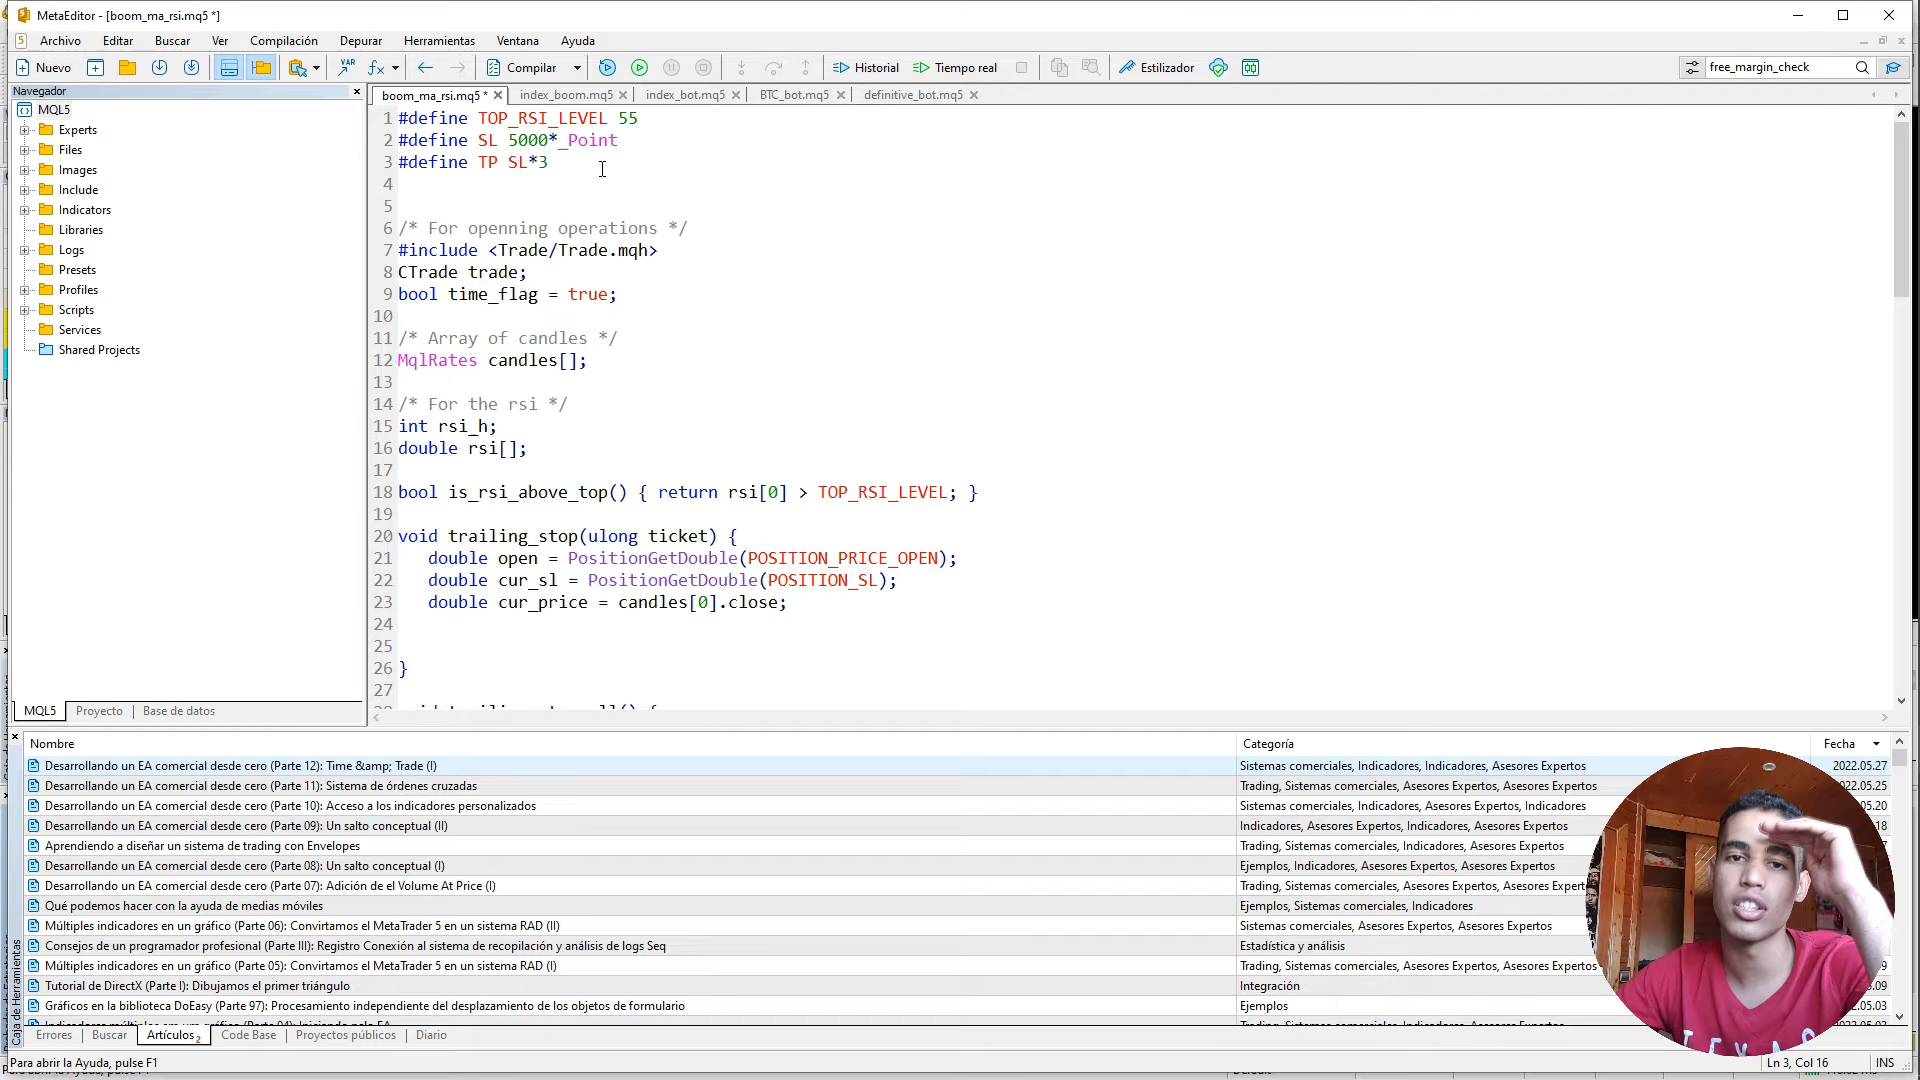 MetaEditor - [boom_ma_rsi.mq5 *]
Archivo Editar Buscar Ver Compilación Depurar Herramientas Ventana Ayuda
Nuevo VAR Compilar Historial Tiempo real Estilizador free_margin_check
Navegador
MQL5
Experts
Files
Images
Include
Indicators
Libraries
Logs
Presets
Profiles
Scripts
Services
Shared Projects
MQL5 Proyecto Base de datos
boom_ma_rsi.mq5 * index_boom.mq5 index_bot.mq5 BTC_bot.mq5 definitive_bot.mq5
1 #define TOP_RSI_LEVEL 55
2 #define SL 5000*_Point
3 #define TP SL*3
4
5
6 /* For openning operations */
7 #include <Trade/Trade.mqh>
8 CTrade trade;
9 bool time_flag = true;
10
11 /* Array of candles */
12 MqlRates candles[];
13
14 /* For the rsi */
15 int rsi_h;
16 double rsi[];
17
18 bool is_rsi_above_top() { return rsi[0] > TOP_RSI_LEVEL; }
19
20 void trailing_stop(ulong ticket) {
21 double open = PositionGetDouble(POSITION_PRICE_OPEN);
22 double cur_sl = PositionGetDouble(POSITION_SL);
23 double cur_price = candles[0].close;
24
25
26 }
27
Nombre Categoría Fecha
Desarrollando un EA comercial desde cero (Parte 12): Time &amp; Trade (I) Sistemas comerciales, Indicadores, Indicadores, Asesores Expertos 2022.05.27
Desarrollando un EA comercial desde cero (Parte 11): Sistema de órdenes cruzadas Trading, Sistemas comerciales, Indicadores, Asesores Expertos
Desarrollando un EA comercial desde cero (Parte 10): Acceso a los indicadores personalizados Sistemas comerciales, Indicadores, Asesores Expertos, Indicadores
Desarrollando un EA comercial desde cero (Parte 09): Un salto conceptual (II) Indicadores, Asesores Expertos, Indicadores, Asesores Expertos
Aprendiendo a diseñar un sistema de trading con Envelopes Trading, Sistemas comerciales, Indicadores, Asesores Expertos
Desarrollando un EA comercial desde cero (Parte 08): Un salto conceptual (I) Ejemplos, Indicadores, Asesores Expertos, Asesores Expertos
Desarrollando un EA comercial desde cero (Parte 07): Adición de el Volume At Price (I) Trading, Sistemas comerciales, Asesores Expertos, Asesores
Qué podemos hacer con la ayuda de medias móviles Ejemplos, Sistemas comerciales, Indicadores
Múltiples indicadores en un gráfico (Parte 06): Convirtamos el MetaTrader 5 en un sistema RAD (II) Sistemas comerciales, Asesores Expertos, Asesores Expertos
Consejos de un programador profesional (Parte III): Registro Conexión al sistema de recopilación y análisis de logs Seq Estadística y análisis
Múltiples indicadores en un gráfico (Parte 05): Convirtamos el MetaTrader 5 en un sistema RAD (I) Trading, Sistemas comerciales, Asesores Expertos, Asesores Expertos
Tutorial de DirectX (Parte I): Dibujamos el primer triángulo Integración
Gráficos en la biblioteca DoEasy (Parte 97): Procesamiento independiente del desplazamiento de los objetos de formulario Ejemplos 05.03
Caja de Herramientas
Errores Buscar Artículos 2 Code Base Proyectos públicos Diario
Para abrir la Ayuda, pulse F1 Ln 3, Col 16 INS